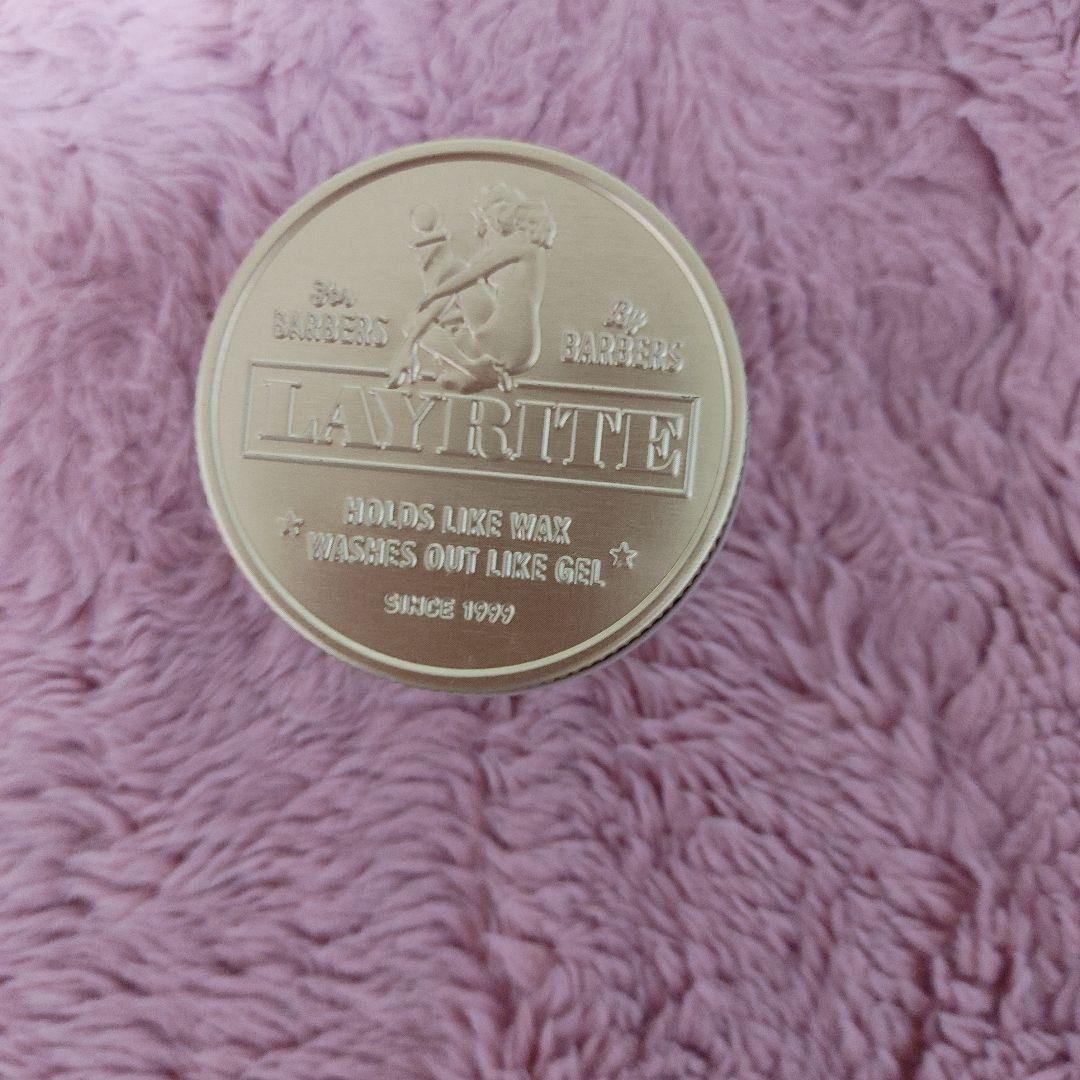 For
BARBERS
By
BARBERS
LAYRITE
HOLDS LIKE WAX
WASHES OUT LIKE GEL
SINCE 1999